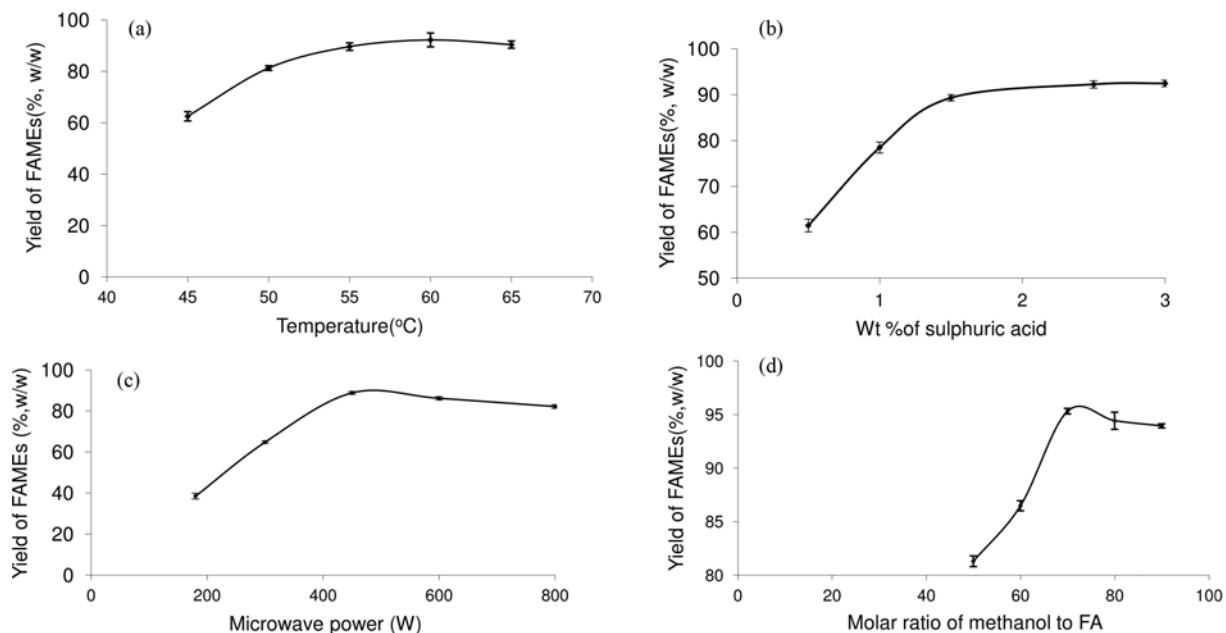 (a)
Yield of FAMEs(%, w/w)
100
80
60
40
20
0
40 45 50 55 60 65 70
Temperature(oC)
(b)
Yield of FAMEs(%, w/w)
100
90
80
70
60
50
0 1 2 3
Wt %of sulphuric acid
(c)
Yield of FAMEs (%,w/w)
100
80
60
40
20
0
0 200 400 600 800
Microwave power (W)
(d)
Yield of FAMEs(%,w/w)
100
95
90
85
80
0 20 40 60 80 100
Molar ratio of methanol to FA